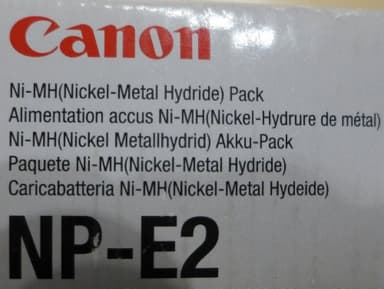 Canon
Ni-MH(Nickel-Metal Hydride) Pack
Alimentation accus Ni-MH(Nickel-Hydrure de métal)
Ni-MH(Nickel Metallhydrid) Akku-Pack
Paquete Ni-MH(Nickel-Metal Hydride)
Caricabatteria Ni-MH(Nickel-Metal Hydeide)
NP-E2